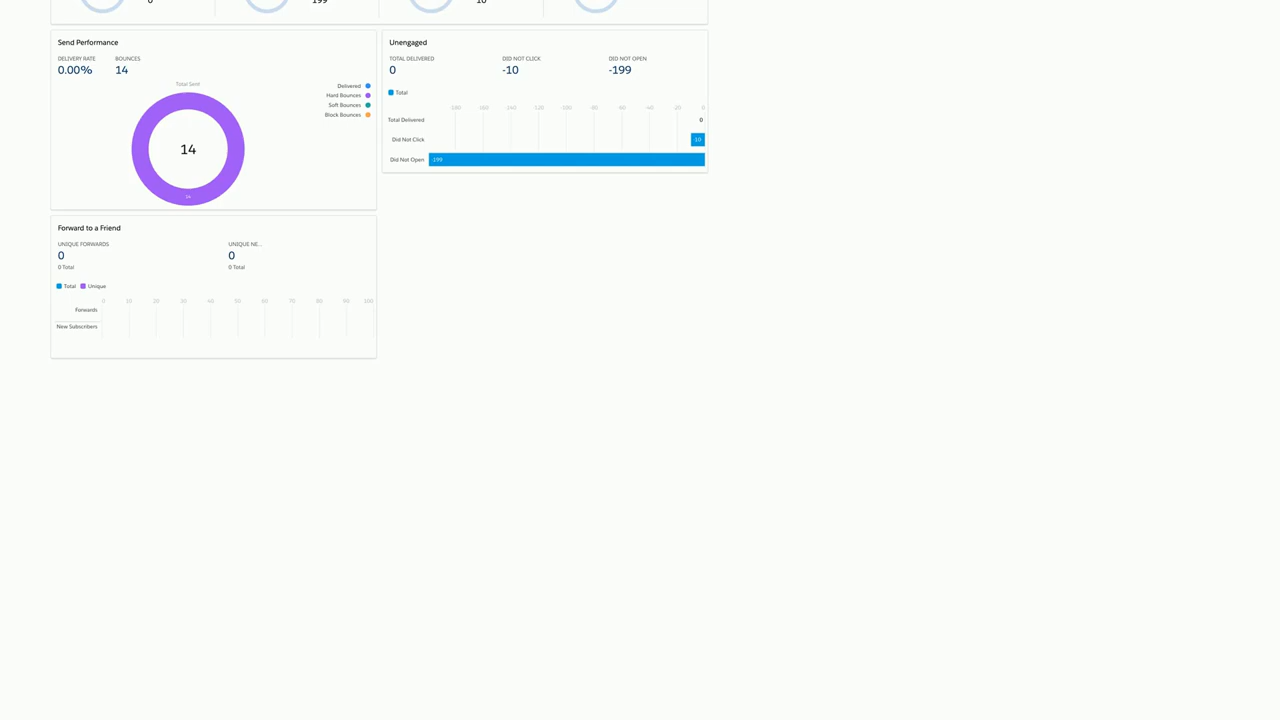 0 199 10
Send Performance
DELIVERY RATE BOUNCES
0.00% 14
Total Sent
Delivered
Hard Bounces
Soft Bounces
Block Bounces
14
14
Unengaged
TOTAL DELIVERED DID NOT CLICK DID NOT OPEN
0 -10 -199
Total
-180 -160 -140 -120 -100 -80 -60 -40 -20 0
Total Delivered 0
Did Not Click -10
Did Not Open -199
Forward to a Friend
UNIQUE FORWARDS UNIQUE NE...
0 0
0 Total 0 Total
Total Unique
0 10 20 30 40 50 60 70 80 90 100
Forwards
New Subscribers